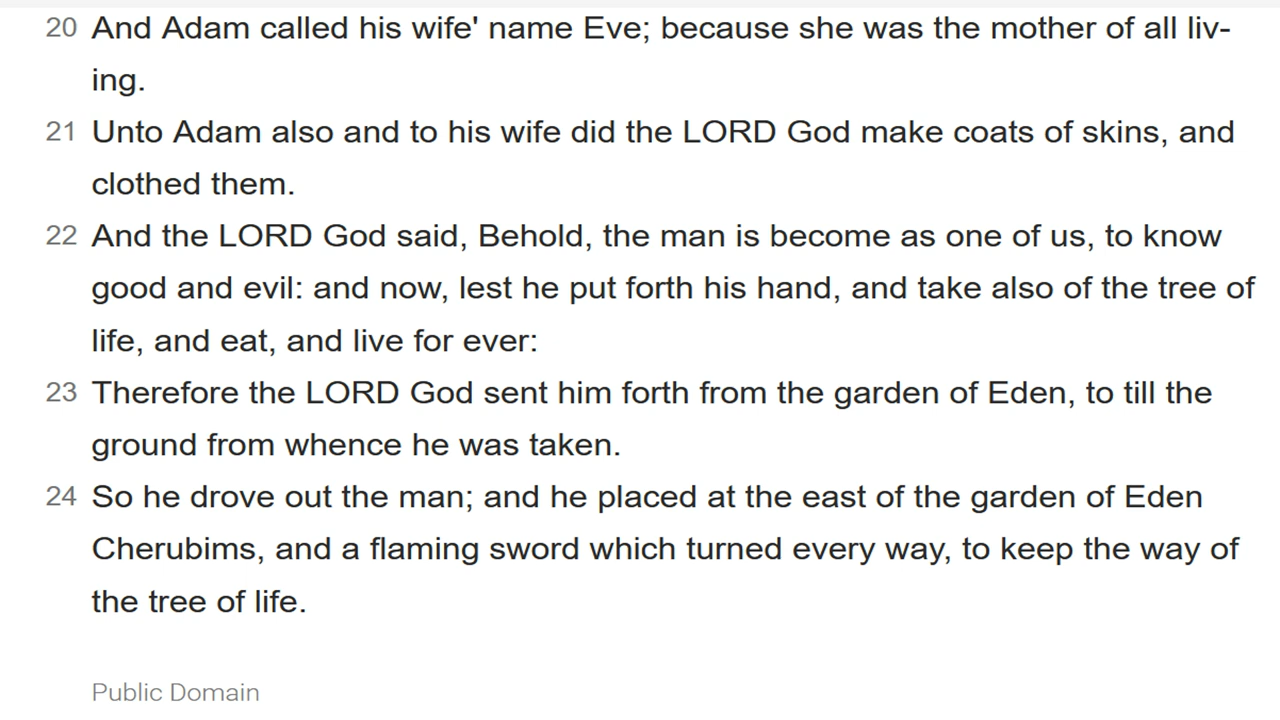 20 And Adam called his wife' name Eve; because she was the mother of all liv-
ing.
21 Unto Adam also and to his wife did the LORD God make coats of skins, and
clothed them.
22 And the LORD God said, Behold, the man is become as one of us, to know
good and evil: and now, lest he put forth his hand, and take also of the tree of
life, and eat, and live for ever:
23 Therefore the LORD God sent him forth from the garden of Eden, to till the
ground from whence he was taken.
24 So he drove out the man; and he placed at the east of the garden of Eden
Cherubims, and a flaming sword which turned every way, to keep the way of
the tree of life.
Public Domain